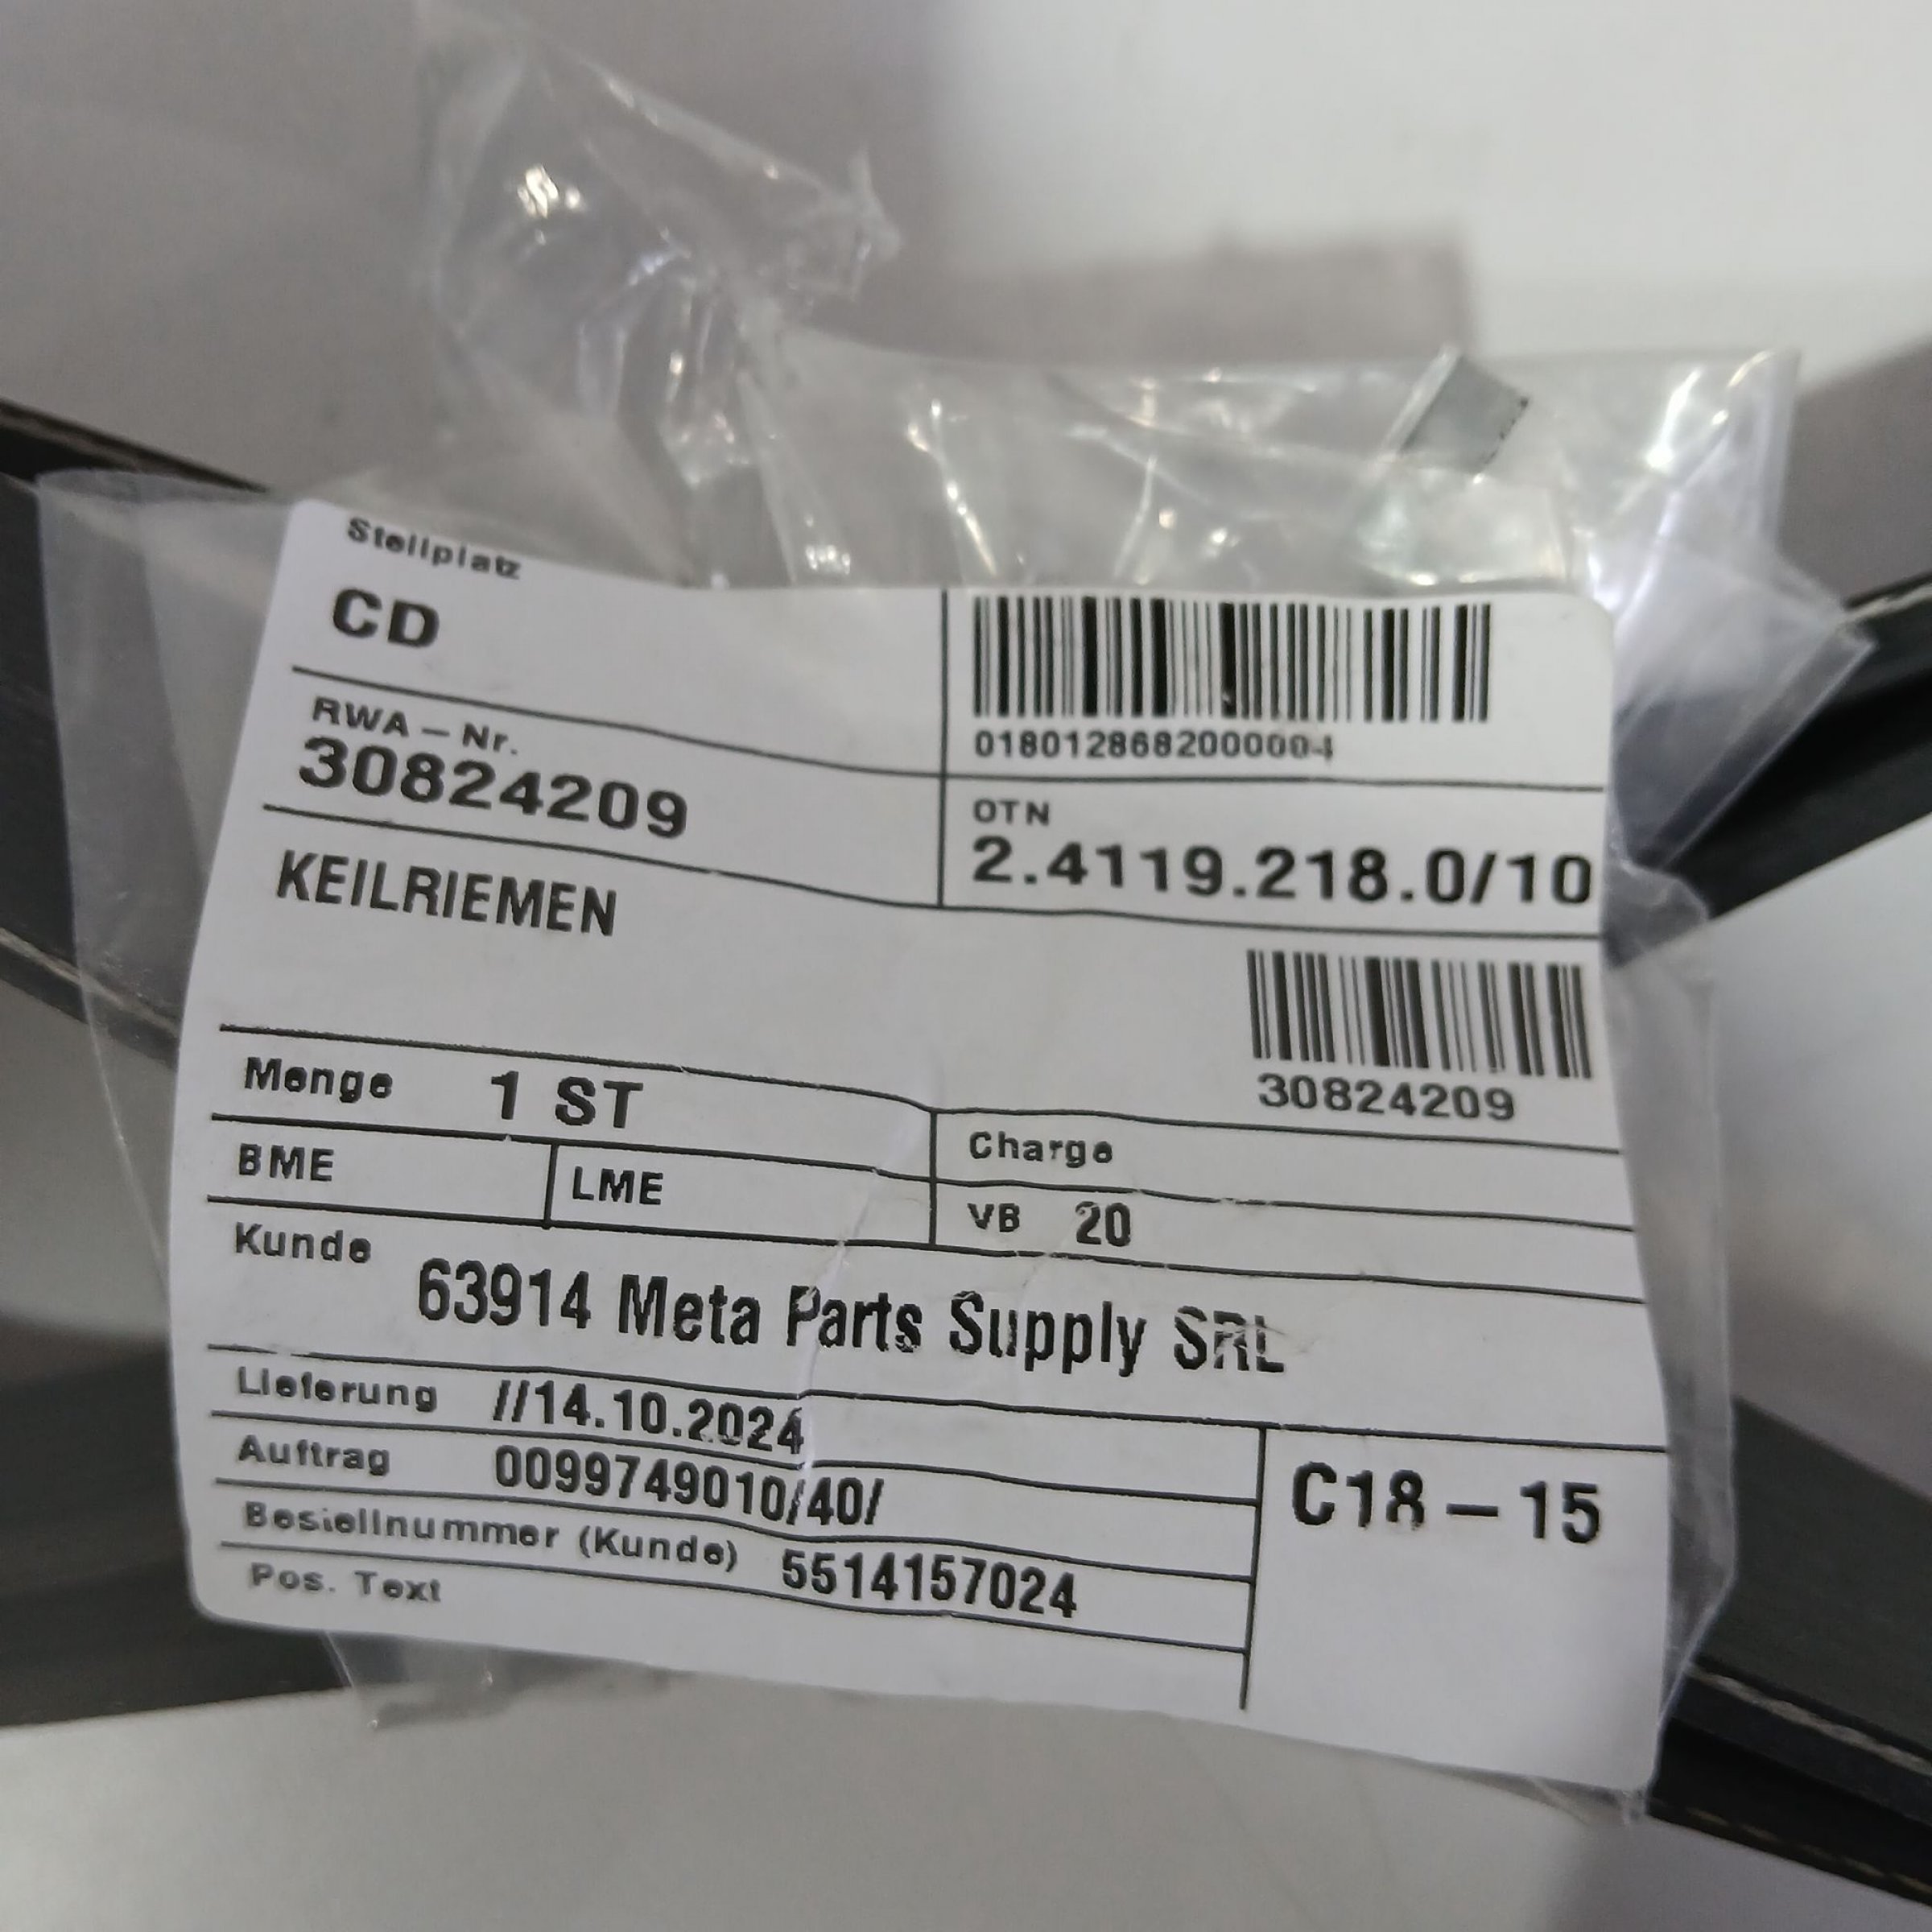 Stellplatz
CD
0180128682000004
RWA-Nr.
30824209
OTN
2.4119.218.0/10
KEILRIEMEN
30824209
Menge 1 ST
Charge
BME LME
VB 20
Kunde 63914 Meta Parts Supply SRL
Lieferung //14.10.2024
Auftrag 0099749010/40/
C18-15
Bestellnummer (Kunde) 5514157024
Pos. Text